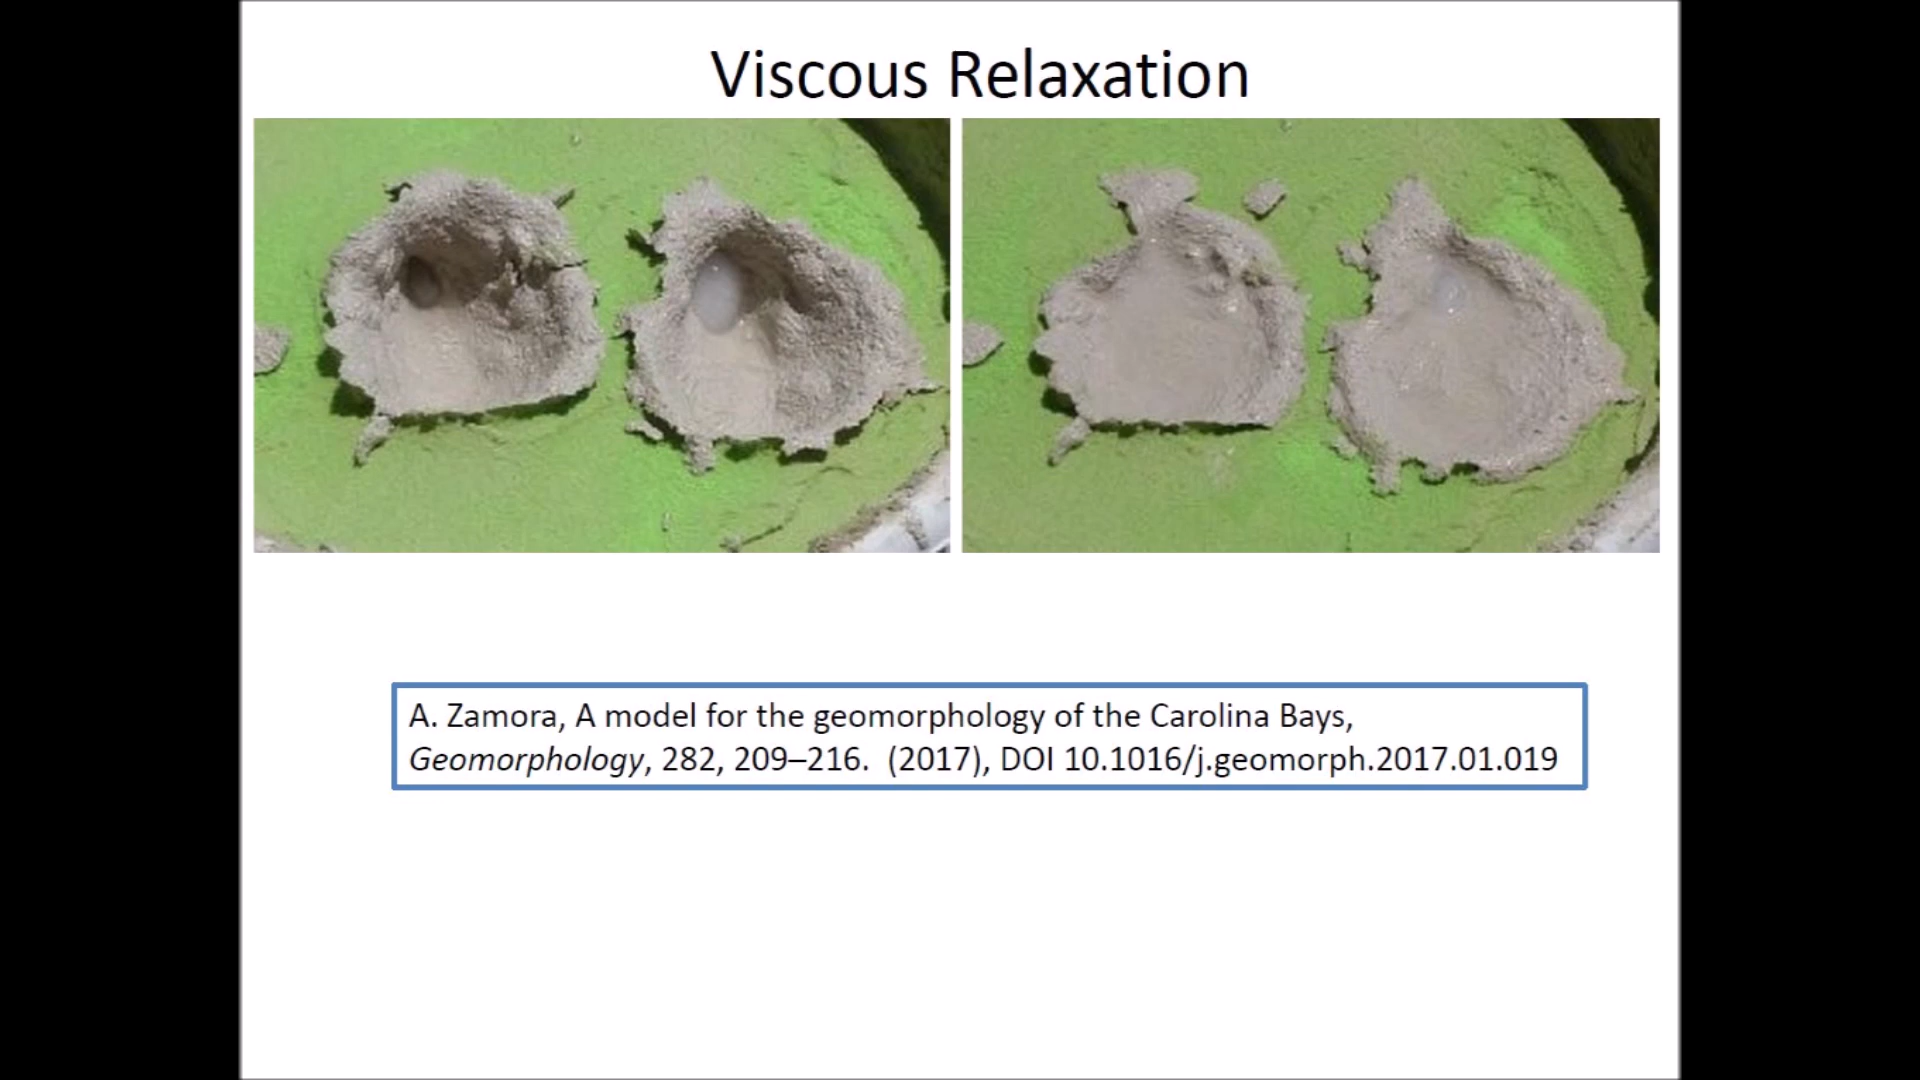 Viscous Relaxation
A. Zamora, A model for the geomorphology of the Carolina Bays,
Geomorphology, 282, 209–216.  (2017), DOI 10.1016/j.geomorph.2017.01.019